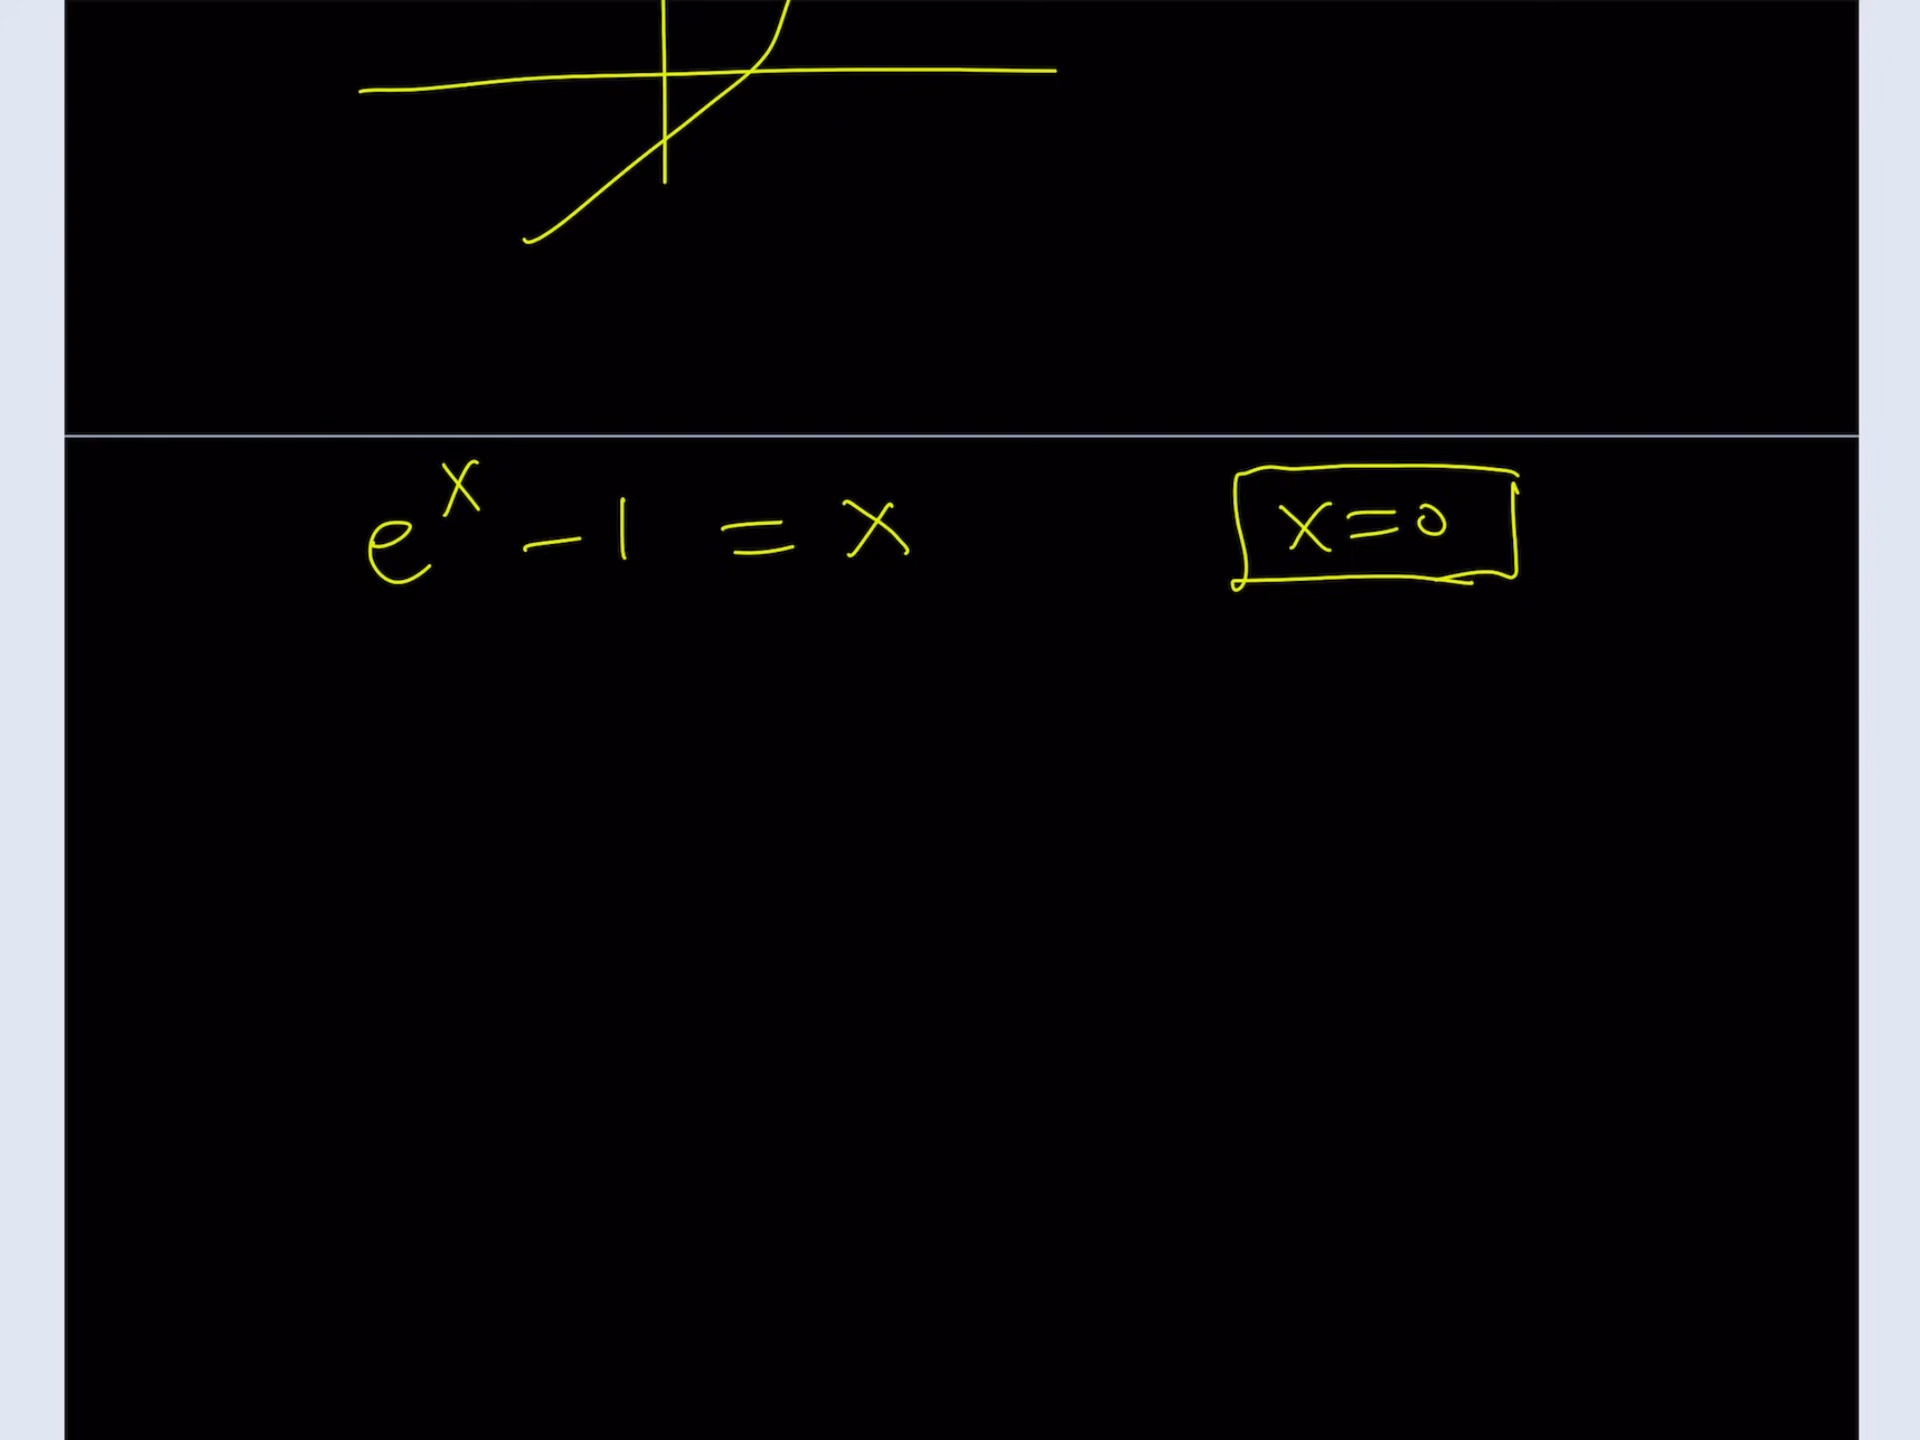 e^x - 1 = x
x = 0